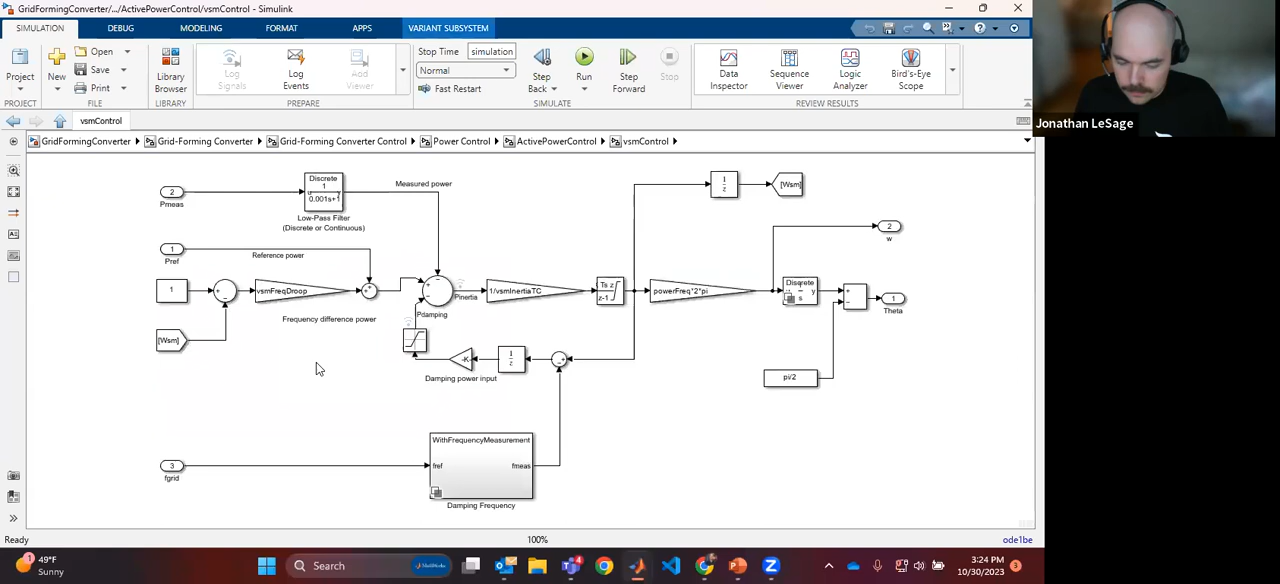 GridFormingConverter/.../ActivePowerControl/vsmControl - Simulink
SIMULATION DEBUG MODELING FORMAT APPS VARIANT SUBSYSTEM
Project
PROJECT
New
Open
Save
Print
FILE
Library
Browser
LIBRARY
Log
Signals
Log
Events
Add
Viewer
PREPARE
Stop Time simulation
Normal
Fast Restart
Step
Back
Run
Step
Forward
Stop
SIMULATE
Data
Inspector
Sequence
Viewer
Logic
Analyzer
Bird's-Eye
Scope
REVIEW RESULTS
Jonathan LeSage
vsmControl
GridFormingConverter Grid-Forming Converter Grid-Forming Converter Control Power Control ActivePowerControl vsmControl
2
Pmeas
Discrete
1
0.001s+1
Low-Pass Filter
(Discrete or Continuous)
Measured power
1
z
[Wsm]
2
w
1
Pref
Reference power
1
vsmFreqDroop
Frequency difference power
[Wsm]
Pinertia
Pdamping
1/vsmInertiaTC
Ts z
z-1
powerFreq*2*pi
Discrete
s
1
Theta
pi/2
-K-
1
z
Damping power input
3
fgrid
WithFrequencyMeasurement
fref fmeas
Damping Frequency
Ready 100% ode1be
49°F
Sunny
Search
3:24 PM
10/30/2023